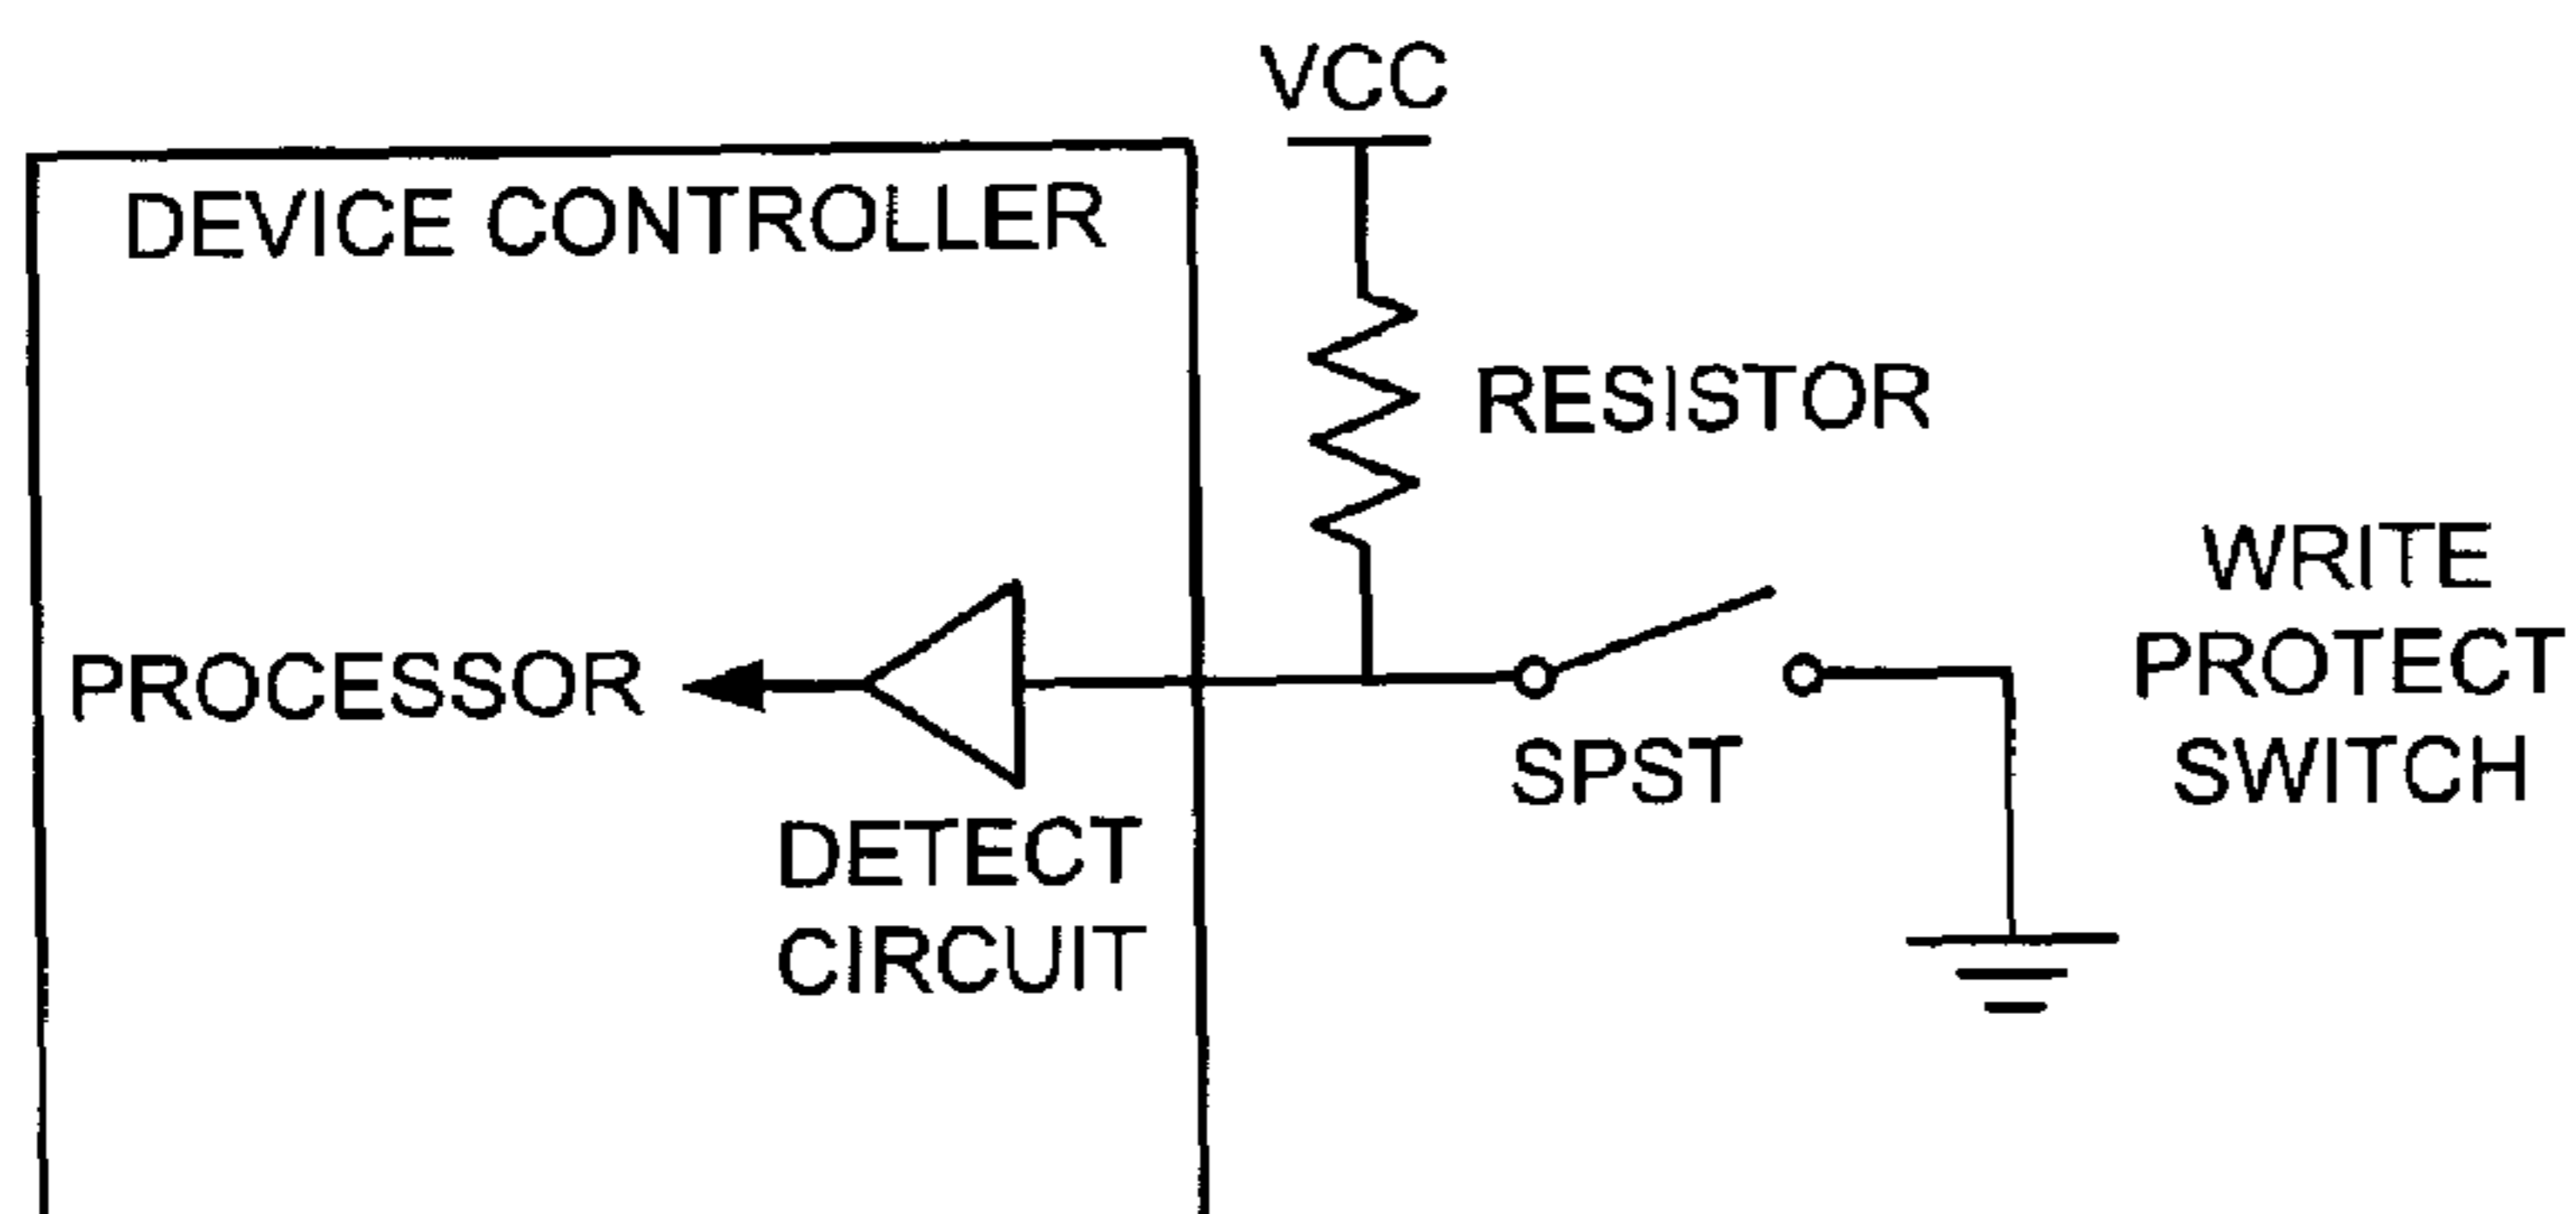 VCC
DEVICE CONTROLLER
RESISTOR
WRITE
PROTECT
SWITCH
PROCESSOR
SPST
DETECT
CIRCUIT